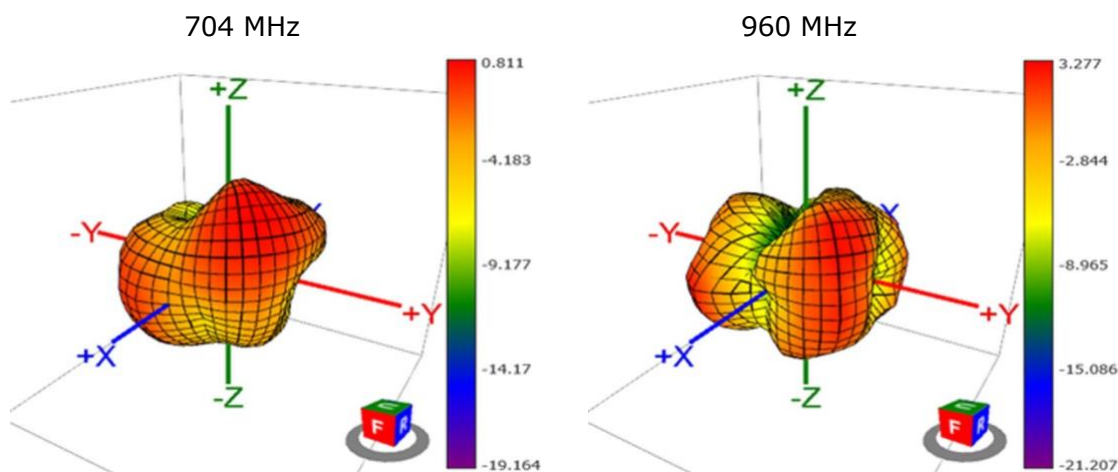 704 MHz
960 MHz
+Z
0.811
-4.183
-9.177
-14.17
-19.164
-Y
+Y
+X
-Z
F
+Z
3.277
-2.844
-8.965
-15.086
-21.207
-Y
+Y
+X
-Z
F